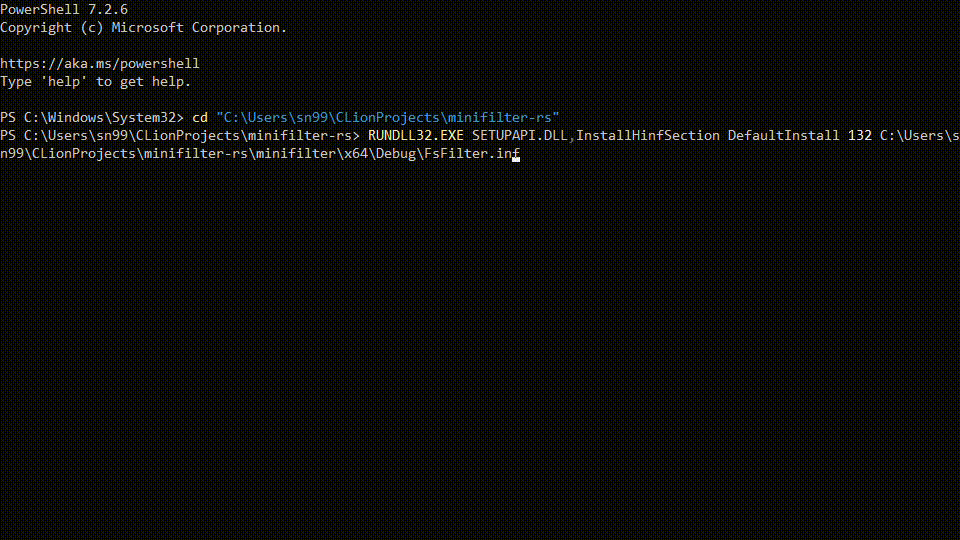 PowerShell 7.2.6
Copyright (c) Microsoft Corporation.
https://aka.ms/powershell
Type 'help' to get help.
PS C:\Windows\System32> cd "C:\Users\sn99\CLionProjects\minifilter-rs"
PS C:\Users\sn99\CLionProjects\minifilter-rs> RUNDLL32.EXE SETUPAPI.DLL,InstallHinfSection DefaultInstall 132 C:\Users\s
n99\CLionProjects\minifilter-rs\minifilter\x64\Debug\FsFilter.inf